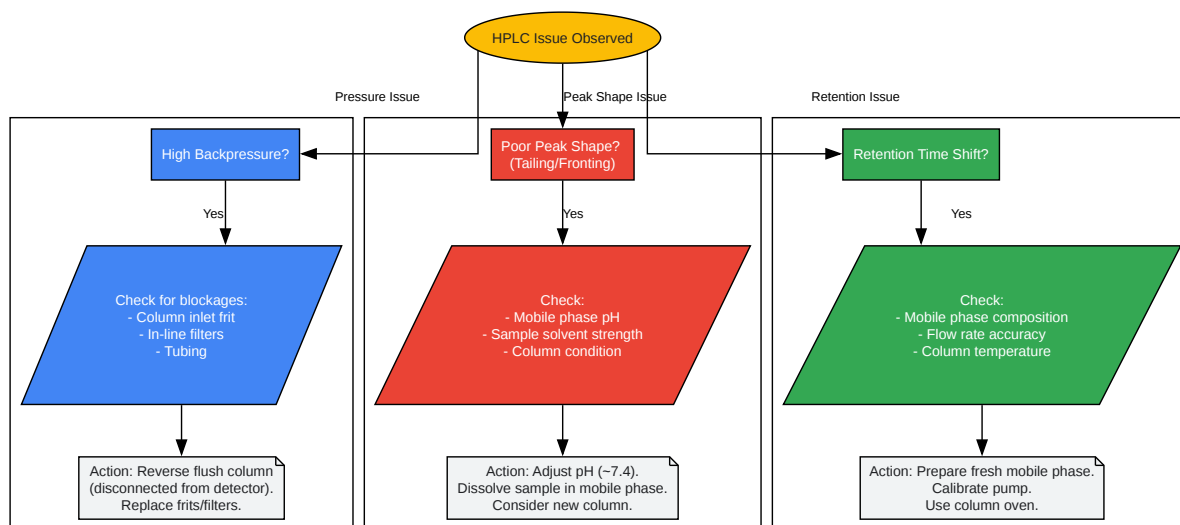 HPLC Issue Observed
Pressure Issue
Peak Shape Issue
Retention Issue
High Backpressure?
Poor Peak Shape?
(Tailing/Fronting)
Retention Time Shift?
Yes
Yes
Yes
Check for blockages:
- Column inlet frit
- In-line filters
- Tubing
Check:
- Mobile phase pH
- Sample solvent strength
- Column condition
Check:
- Mobile phase composition
- Flow rate accuracy
- Column temperature
Action: Reverse flush column
(disconnected from detector).
Replace frits/filters.
Action: Adjust pH (~7.4).
Dissolve sample in mobile phase.
Consider new column.
Action: Prepare fresh mobile phase.
Calibrate pump.
Use column oven.